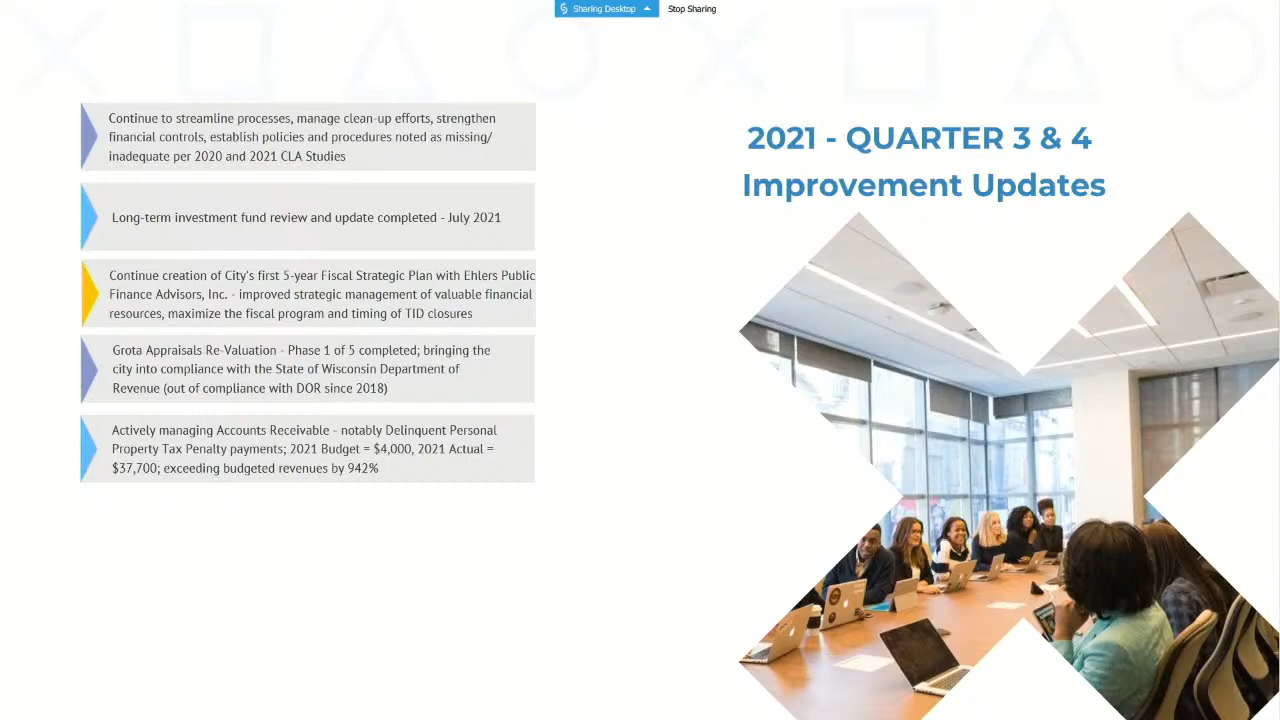 Sharing Desktop Stop Sharing
Continue to streamline processes, manage clean-up efforts, strengthen
financial controls, establish policies and procedures noted as missing/
inadequate per 2020 and 2021 CLA Studies
Long-term investment fund review and update completed - July 2021
Continue creation of City's first 5-year Fiscal Strategic Plan with Ehlers Public
Finance Advisors, Inc. - improved strategic management of valuable financial
resources, maximize the fiscal program and timing of TID closures
Grota Appraisals Re-Valuation - Phase 1 of 5 completed; bringing the
city into compliance with the State of Wisconsin Department of
Revenue (out of compliance with DOR since 2018)
Actively managing Accounts Receivable - notably Delinquent Personal
Property Tax Penalty payments; 2021 Budget = $4,000, 2021 Actual =
$37,700; exceeding budgeted revenues by 942%
2021 - QUARTER 3 & 4
Improvement Updates